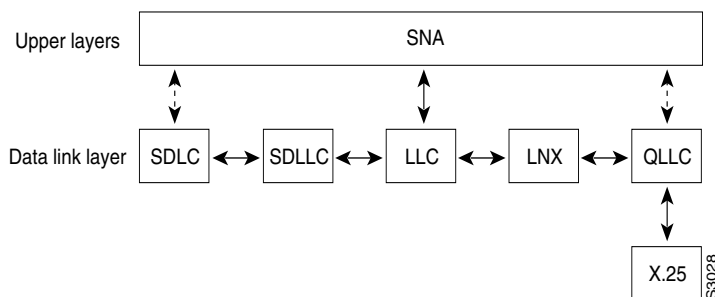 Upper layers
SNA
Data link layer
SDLC
SDLLC
LLC
LNX
QLLC
X.25
S3028